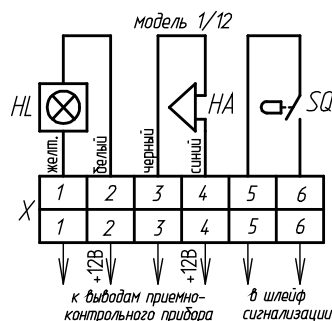 модель 1/12
HL
HA
SQ
желт.
белый
черный
синий
X
1 2 3 4 5 6
1 2 3 4 5 6
+12В
+12В
к выводам приемно-
контрольного прибора
в шлейф
сигнализации